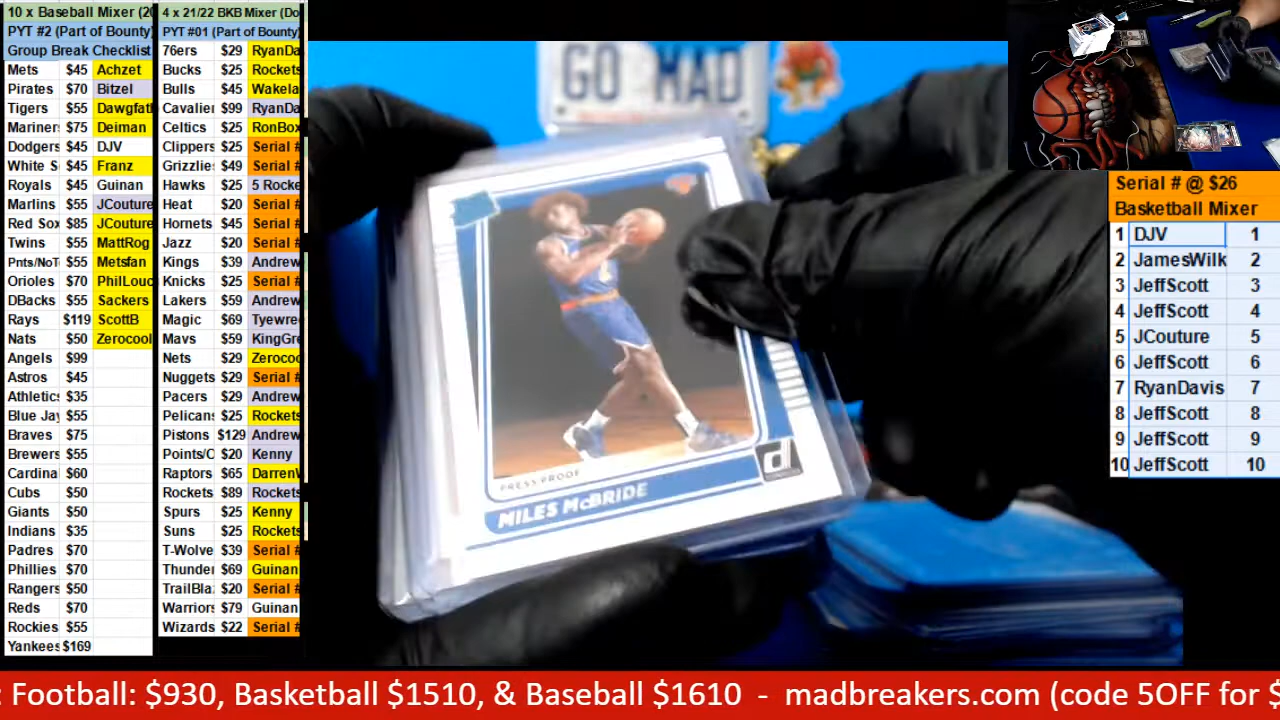 10 x Baseball Mixer (20
PYT #2 (Part of Bounty)
Group Break Checklist
Mets $45 Achzet
Pirates $70 Bitzel
Tigers $55 Dawgfath
Mariner $75 Deiman
Dodgers $45 DJV
White S $45 Franz
Royals $45 Guinan
Marlins $55 JCouture
Red Sox $85 JCouture
Twins $55 MattRog
Pnts/NoT $55 Metsfan
Orioles $70 PhilLouc
DBacks $55 Sackers
Rays $119 ScottB
Nats $50 Zerocool
Angels $99
Astros $45
Athletics $35
Blue Jay $55
Braves $75
Brewers $55
Cardina $60
Cubs $50
Giants $50
Indians $35
Padres $70
Phillies $70
Rangers $50
Reds $70
Rockies $55
Yankees $169
4 x 21/22 BKB Mixer (Do
PYT #01 (Part of Bounty)
76ers $29 RyanDa
Bucks $25 Rockets
Bulls $45 Wakela
Cavalier $99 RyanDa
Celtics $25 RonBox
Clippers $25 Serial #
Grizzlie $49 Serial #
Hawks $25 5 Rocke
Heat $20 Serial #
Hornets $45 Serial #
Jazz $20 Serial #
Kings $39 Andrew
Knicks $25 Serial #
Lakers $59 Andrew
Magic $69 Tyewre
Mavs $59 KingGre
Nets $29 Zerocoo
Nuggets $29 Serial #
Pacers $29 Andrew
Pelicans $25 Rockets
Pistons $129 Andrew
Points/C $20 Kenny
Raptors $65 DarrenW
Rockets $89 Rockets
Spurs $25 Kenny
Suns $25 Rockets
T-Wolve $39 Serial #
Thunder $69 Guinan
TrailBla $20 Serial #
Warriors $79 Guinan
Wizards $22 Serial #
GO MAD
PRESS PROOF
MILES McBRIDE
d
Serial # @ $26
Basketball Mixer
1 DJV 1
2 JamesWilk 2
3 JeffScott 3
4 JeffScott 4
5 JCouture 5
6 JeffScott 6
7 RyanDavis 7
8 JeffScott 8
9 JeffScott 9
10 JeffScott 10
: Football: $930, Basketball $1510, & Baseball $1610 - madbreakers.com (code 5OFF for $